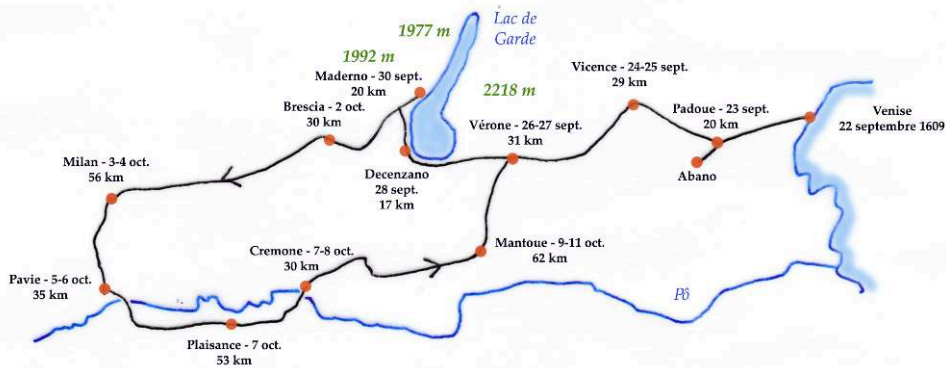 1977 m
Lac de
Garde
1992 m
Maderno - 30 sept.
20 km
2218 m
Vicence - 24-25 sept.
29 km
Brescia - 2 oct.
30 km
Padoue - 23 sept.
20 km
Venise
22 septembre 1609
Vérone - 26-27 sept.
31 km
Milan - 3-4 oct.
56 km
Decenzano
28 sept.
17 km
Abano
Cremone - 7-8 oct.
30 km
Mantoue - 9-11 oct.
62 km
Pavie - 5-6 oct.
35 km
Pô
Plaisance - 7 oct.
53 km